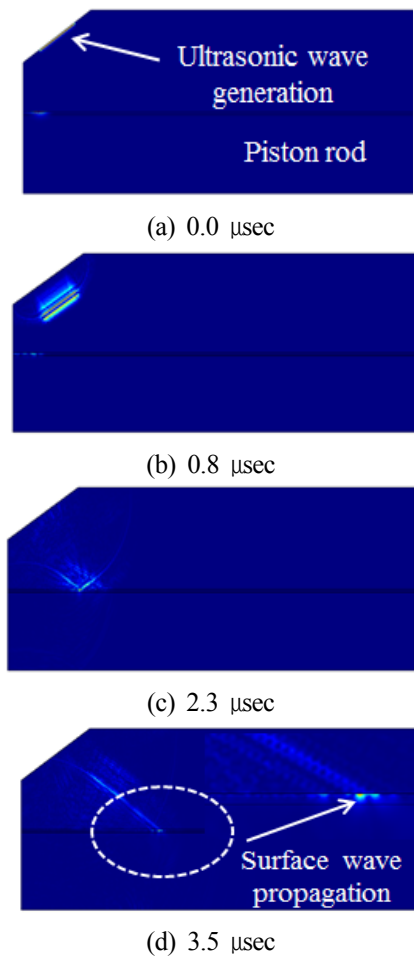 Ultrasonic wave
generation
Piston rod
(a) 0.0 μsec
(b) 0.8 μsec
(c) 2.3 μsec
Surface wave
propagation
(d) 3.5 μsec